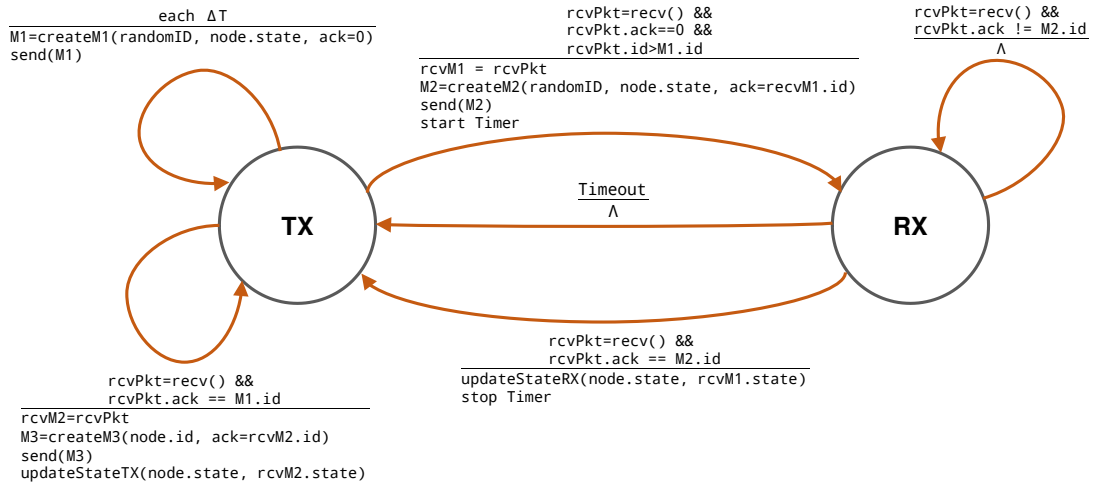 each ΔT
M1=createM1(randomID, node.state, ack=0)
send(M1)
rcvPkt=recv() &&
rcvPkt.ack==0 &&
rcvPkt.id>M1.id
rcvM1 = rcvPkt
M2=createM2(randomID, node.state, ack=recvM1.id)
send(M2)
start Timer
rcvPkt=recv() &&
rcvPkt.ack != M2.id
Λ
TX
Timeout
Λ
RX
rcvPkt=recv() &&
rcvPkt.ack == M1.id
rcvM2=rcvPkt
M3=createM3(node.id, ack=rcvM2.id)
send(M3)
updateStateTX(node.state, rcvM2.state)
rcvPkt=recv() &&
rcvPkt.ack == M2.id
updateStateRX(node.state, rcvM1.state)
stop Timer